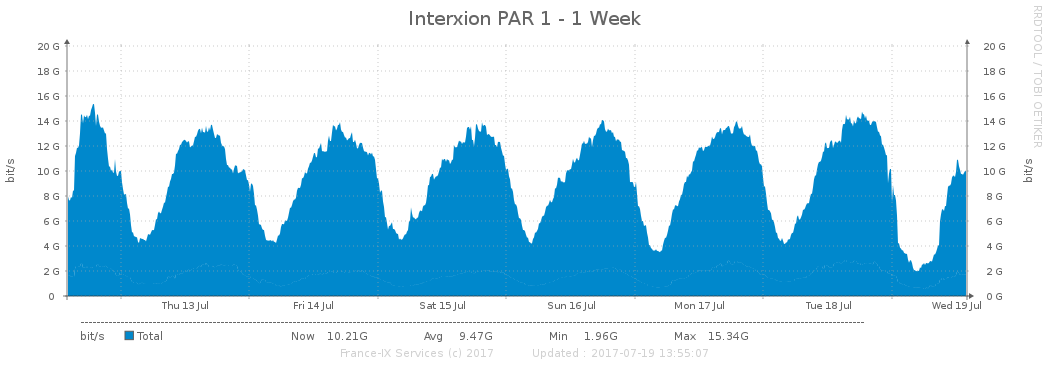 Interxion PAR 1 - 1 Week
RRDTOOL / TOBI OETIKER
bit/s
20 G 20 G
18 G 18 G
16 G 16 G
14 G 14 G
12 G 12 G
10 G 10 G
8 G 8 G
6 G 6 G
4 G 4 G
2 G 2 G
0 0 G
bit/s
Thu 13 Jul Fri 14 Jul Sat 15 Jul Sun 16 Jul Mon 17 Jul Tue 18 Jul Wed 19 Jul
bit/s Total Now 10.21G Avg 9.47G Min 1.96G Max 15.34G
France-IX Services (c) 2017 Updated : 2017-07-19 13:55:07